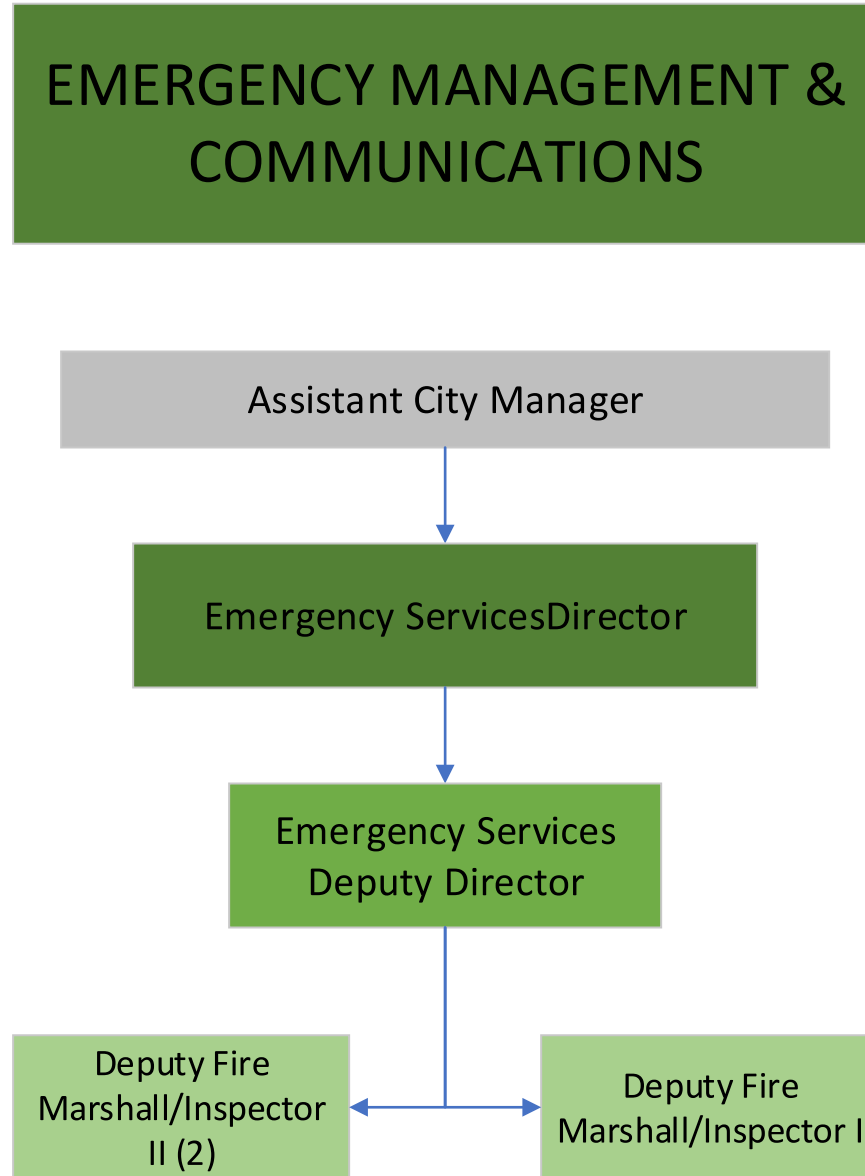 EMERGENCY MANAGEMENT &
COMMUNICATIONS
Assistant City Manager
Emergency ServicesDirector
Emergency Services
Deputy Director
Deputy Fire
Marshall/Inspector
II (2)
Deputy Fire
Marshall/Inspector I